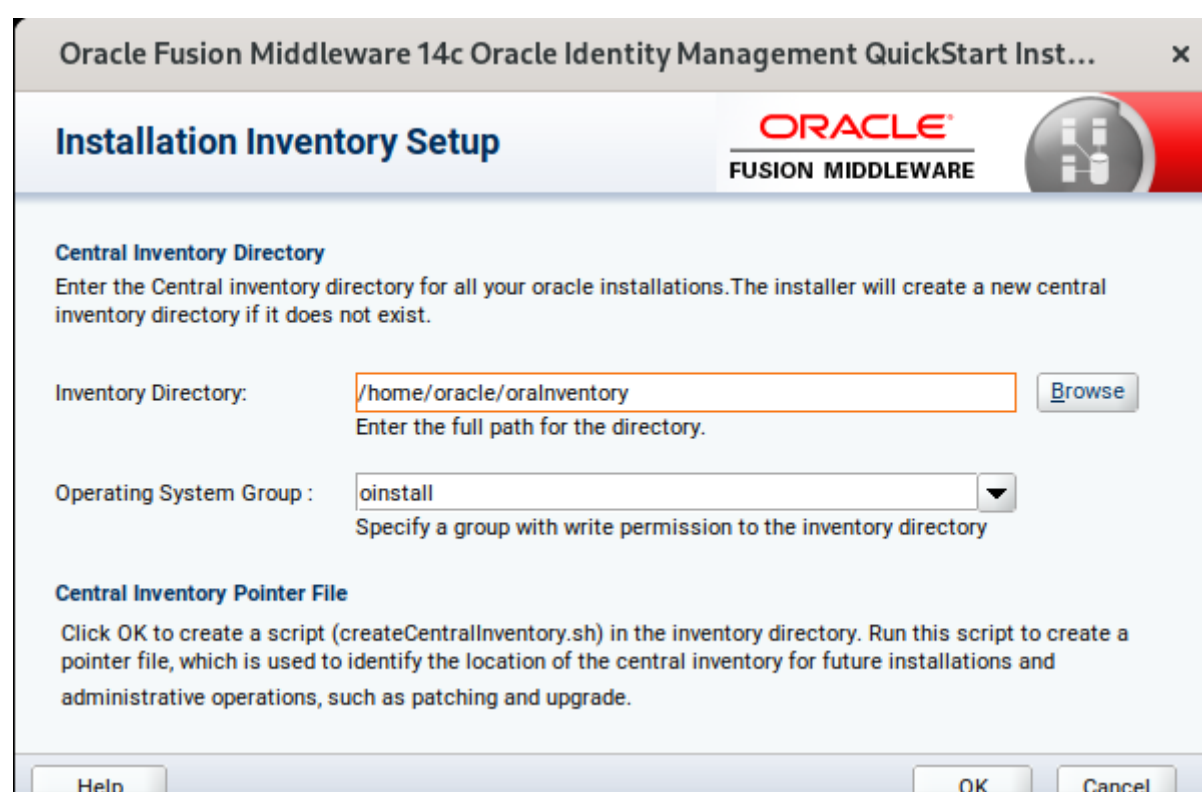 Oracle Fusion Middleware 14c Oracle Identity Management QuickStart Inst... ×
Installation Inventory Setup
ORACLE®
FUSION MIDDLEWARE
Central Inventory Directory
Enter the Central inventory directory for all your oracle installations.The installer will create a new central
inventory directory if it does not exist.
Inventory Directory: /home/oracle/oraInventory Browse
Enter the full path for the directory.
Operating System Group : oinstall
Specify a group with write permission to the inventory directory
Central Inventory Pointer File
Click OK to create a script (createCentralInventory.sh) in the inventory directory. Run this script to create a
pointer file, which is used to identify the location of the central inventory for future installations and
administrative operations, such as patching and upgrade.
Help OK Cancel